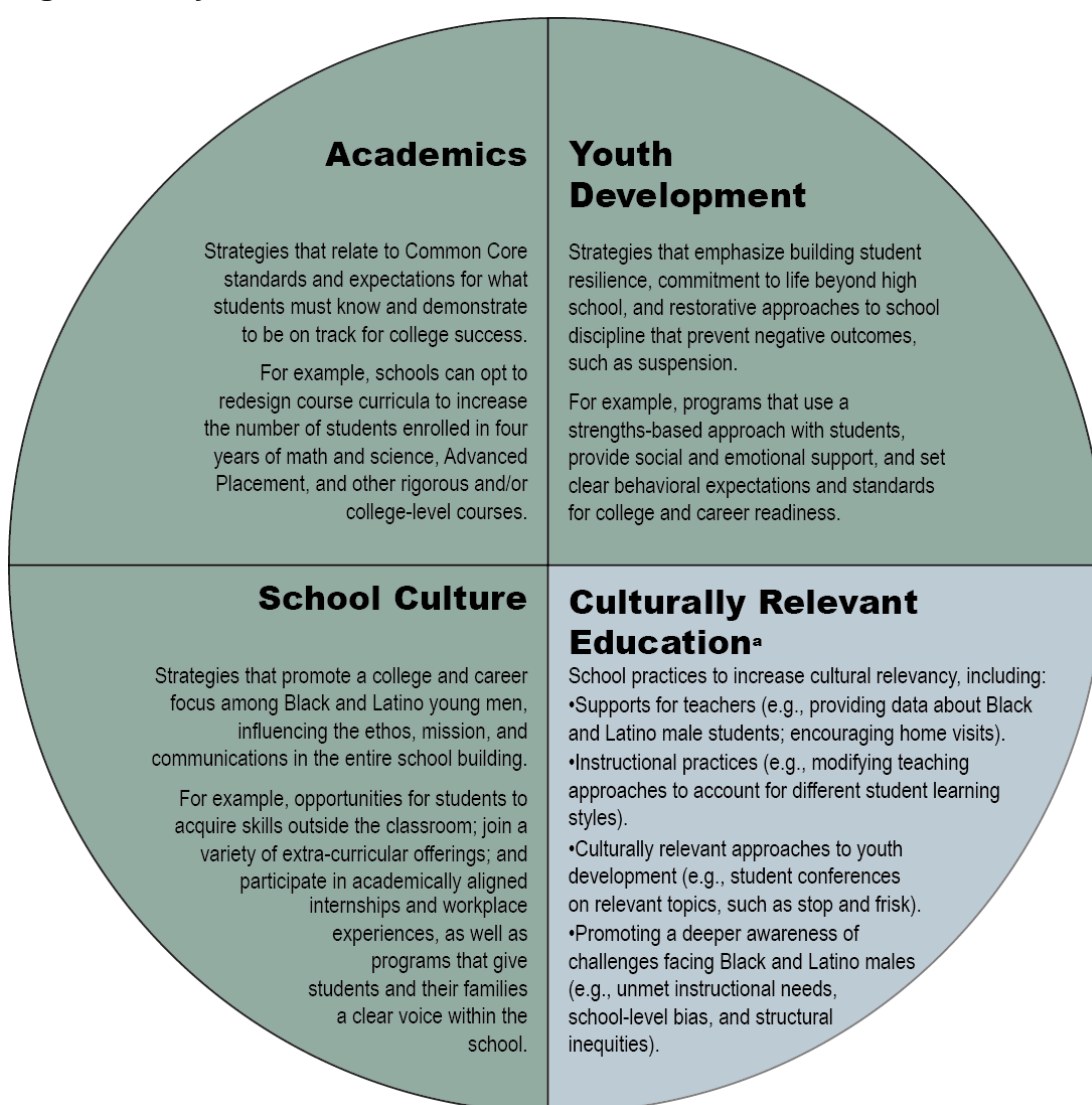 Academics
Strategies that relate to Common Core
standards and expectations for what
students must know and demonstrate
to be on track for college success.
For example, schools can opt to
redesign course curricula to increase
the number of students enrolled in four
years of math and science, Advanced
Placement, and other rigorous and/or
college-level courses.
Youth
Development
Strategies that emphasize building student
resilience, commitment to life beyond high
school, and restorative approaches to school
discipline that prevent negative outcomes,
such as suspension.
For example, programs that use a
strengths-based approach with students,
provide social and emotional support, and set
clear behavioral expectations and standards
for college and career readiness.
School Culture
Strategies that promote a college and career
focus among Black and Latino young men,
influencing the ethos, mission, and
communications in the entire school building.
For example, opportunities for students to
acquire skills outside the classroom; join a
variety of extra-curricular offerings; and
participate in academically aligned
internships and workplace
experiences, as well as
programs that give
students and their families
a clear voice within the
school.
Culturally Relevant
Educationᵃ
School practices to increase cultural relevancy, including:
•Supports for teachers (e.g., providing data about Black
and Latino male students; encouraging home visits).
•Instructional practices (e.g., modifying teaching
approaches to account for different student learning
styles).
•Culturally relevant approaches to youth
development (e.g., student conferences
on relevant topics, such as stop and frisk).
•Promoting a deeper awareness of
challenges facing Black and Latino males
(e.g., unmet instructional needs,
school-level bias, and structural
inequities).